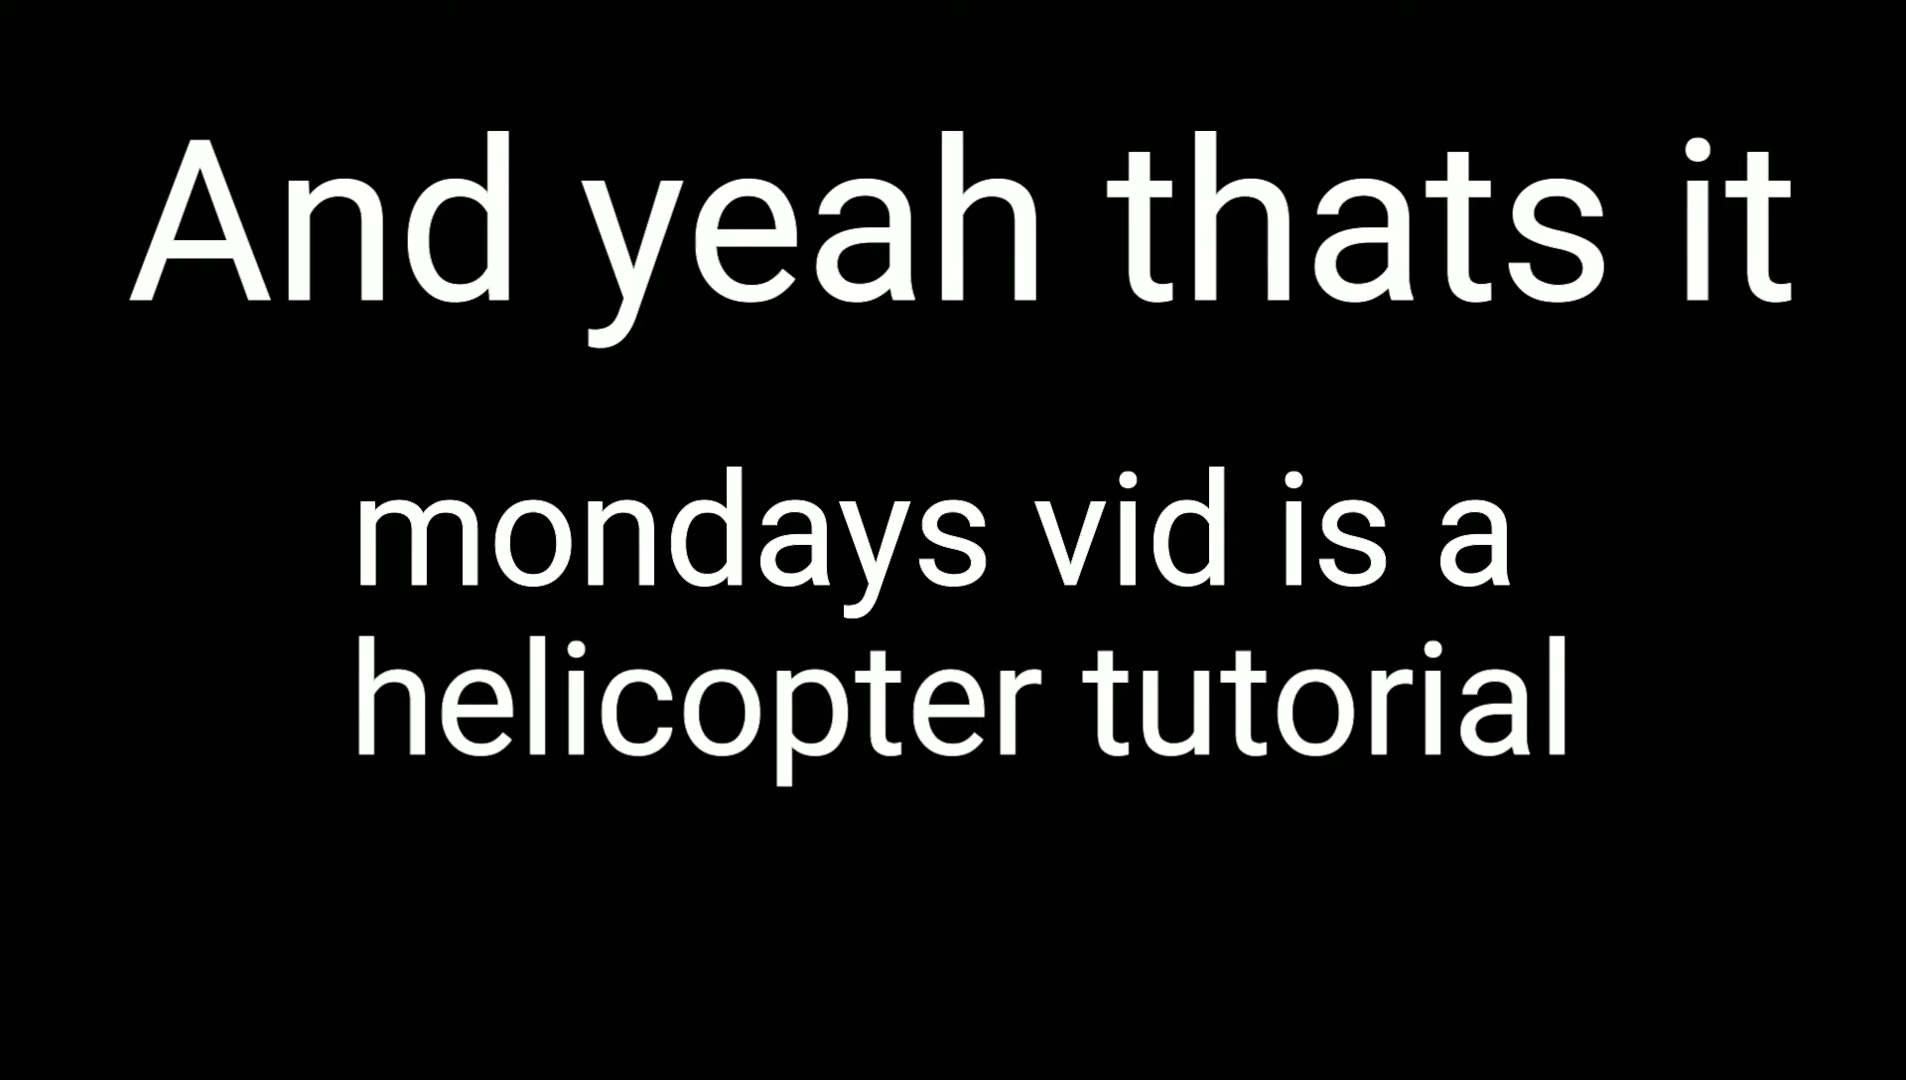 And yeah thats it
mondays vid is a
helicopter tutorial